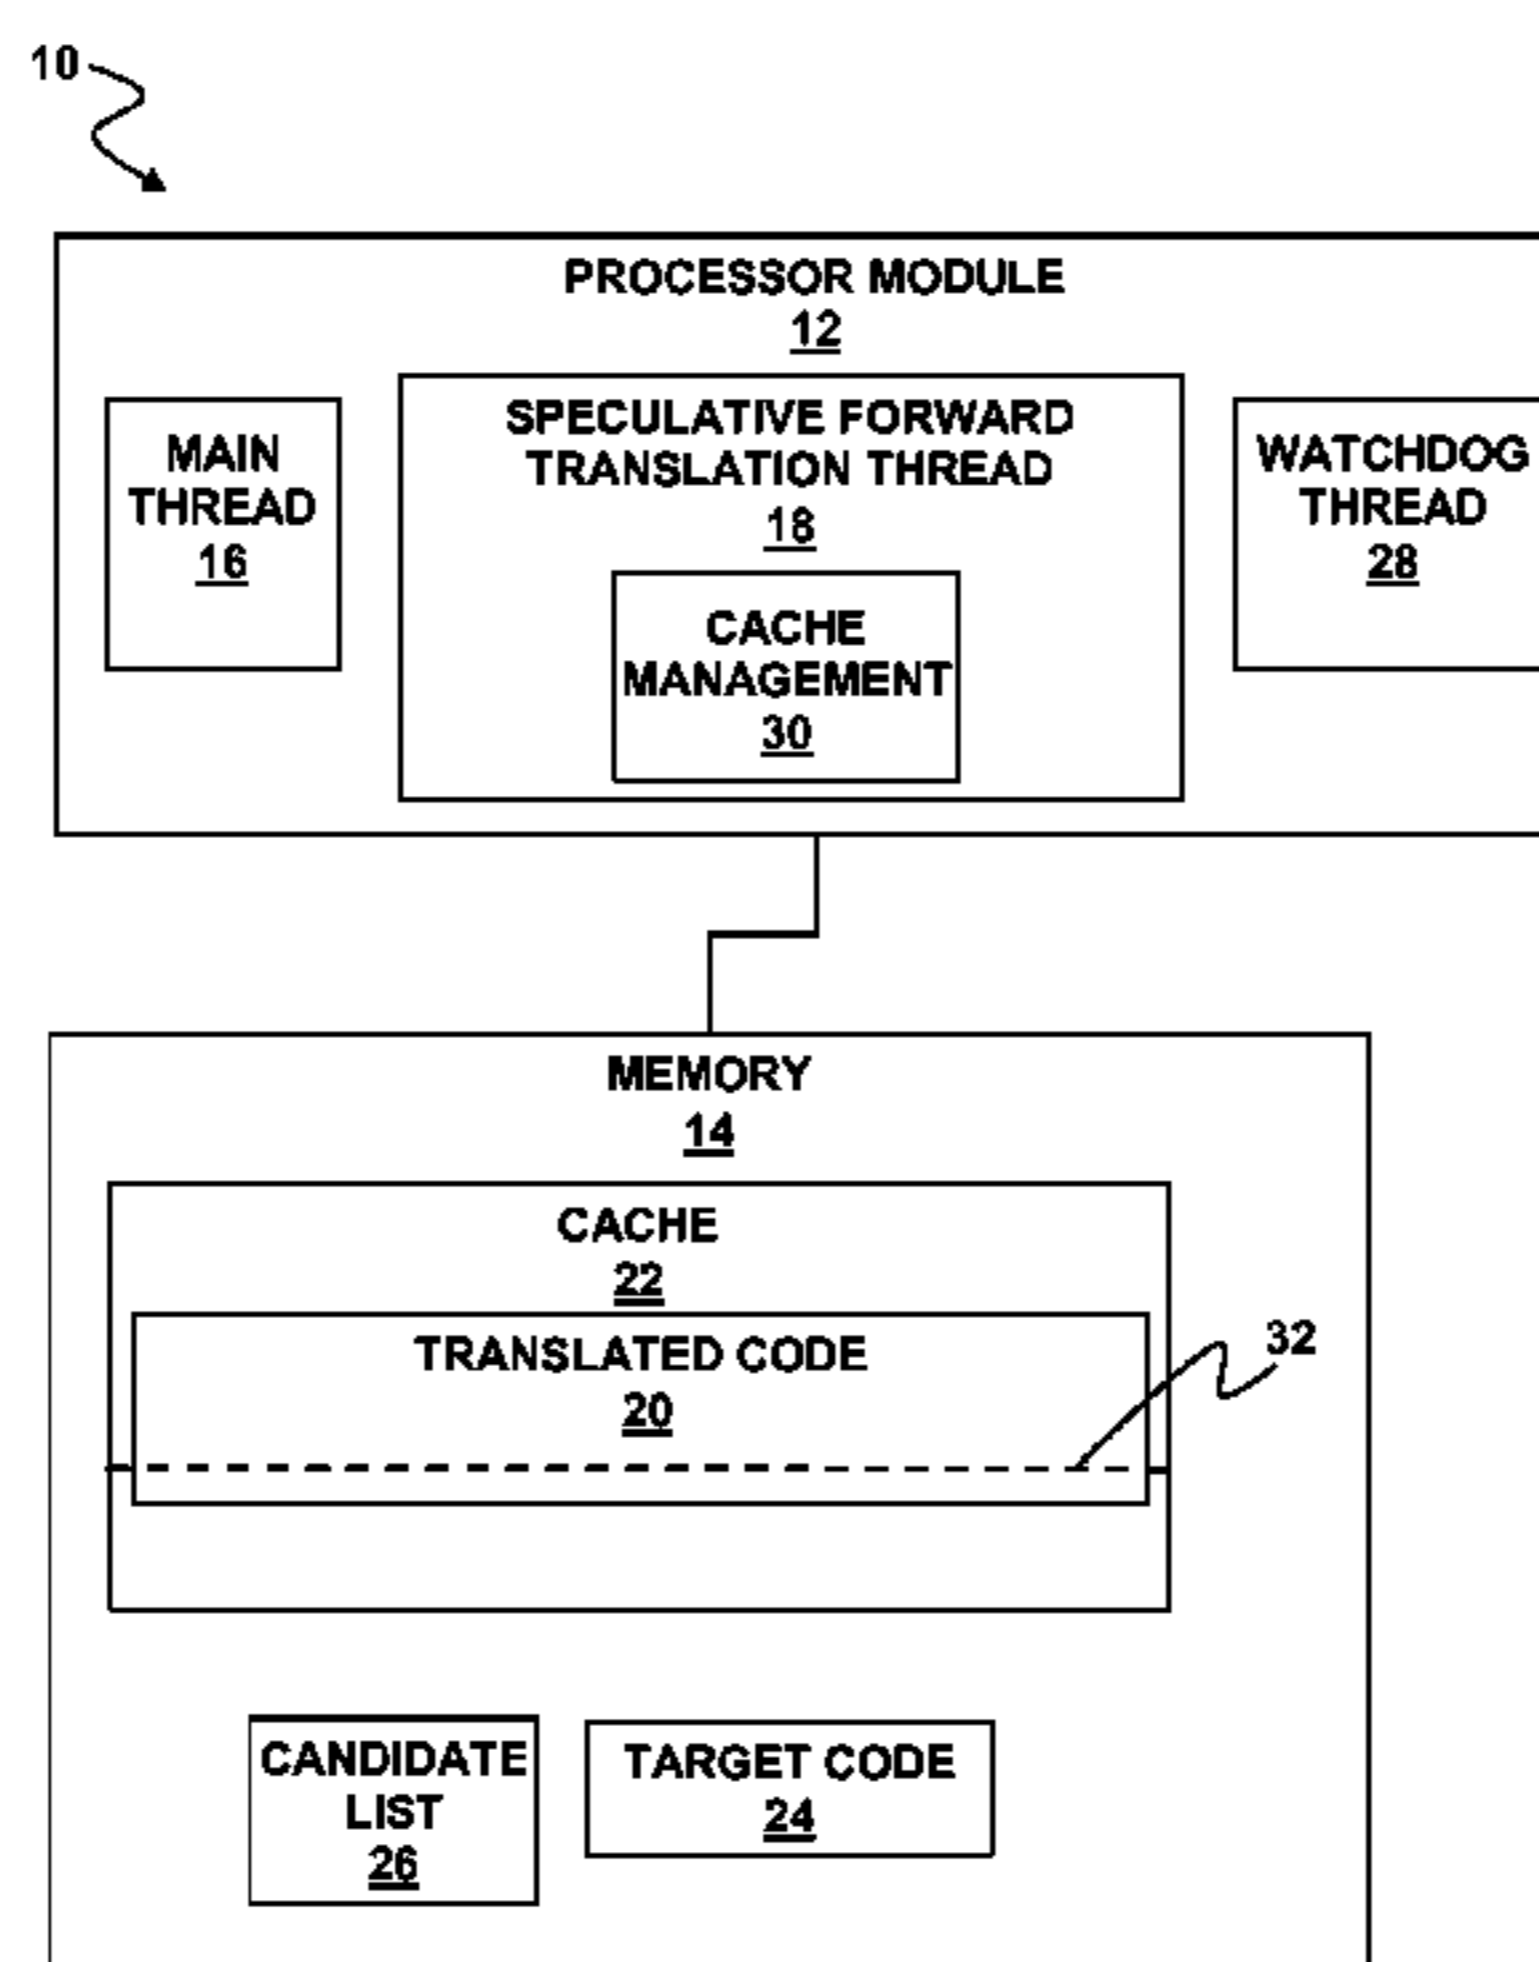 10
PROCESSOR MODULE
12
MAIN
THREAD
16
SPECULATIVE FORWARD
TRANSLATION THREAD
18
CACHE
MANAGEMENT
30
WATCHDOG
THREAD
28
MEMORY
14
CACHE
22
TRANSLATED CODE
20
32
CANDIDATE
LIST
26
TARGET CODE
24